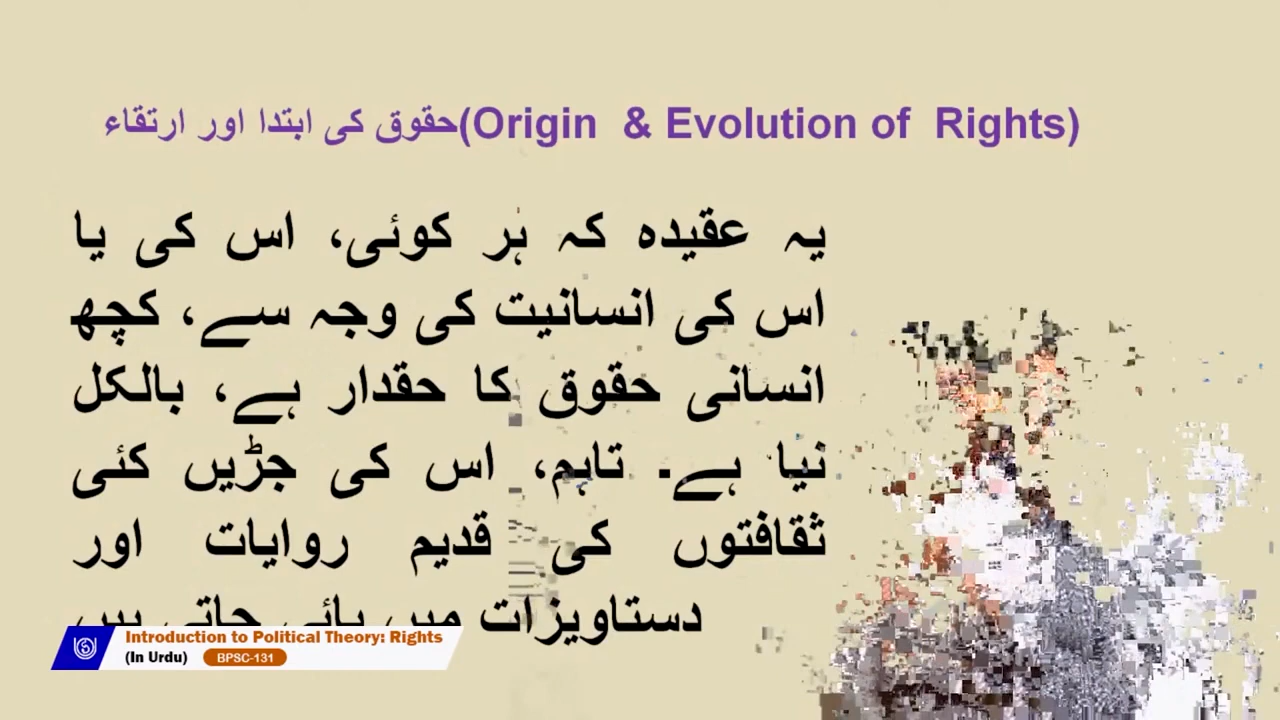 حقوق کی ابتدا اور ارتقاء(Origin & Evolution of Rights)
یہ عقیدہ کہ ہر کوئی، اس کی یا
اس کی انسانیت کی وجہ سے، کچھ
انسانی حقوق کا حقدار ہے، بالکل
نیا ہے۔ تاہم، اس کی جڑیں کئی
ثقافتوں کی قدیم روایات اور
دستاویزات میں پائی جاتی ہیں
Introduction to Political Theory: Rights
(In Urdu) BPSC-131